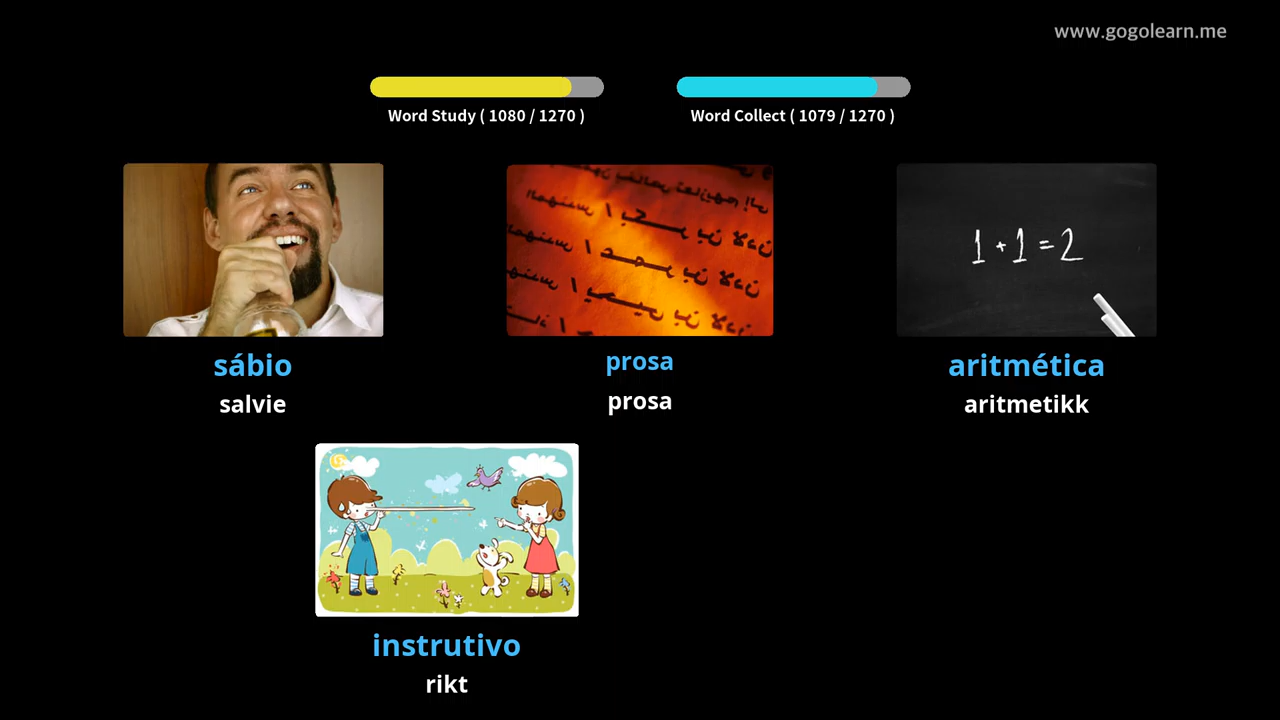 www.gogolearn.me
Word Study ( 1080 / 1270 )
Word Collect ( 1079 / 1270 )
1 + 1 = 2
sábio
salvie
prosa
prosa
aritmética
aritmetikk
instrutivo
rikt